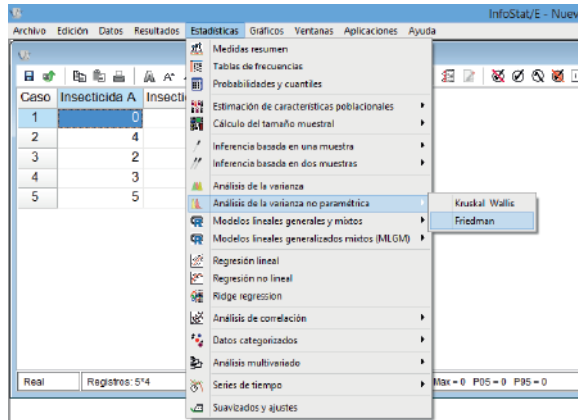 InfoStat/E - Nuev
Archivo Edición Datos Resultados Estadísticas Gráficos Ventanas Aplicaciones Ayuda
Medidas resumen
Tablas de frecuencias
Probabilidades y cuantiles
Estimación de características poblacionales
Cálculo del tamaño muestral
Inferencia basada en una muestra
Inferencia basada en dos muestras
Análisis de la varianza
Análisis de la varianza no paramétrica
Kruskal Wallis
Friedman
Modelos lineales generales y mixtos
Modelos lineales generalizados mixtos (MLGM)
Regresión lineal
Regresión no lineal
Ridge regression
Análisis de correlación
Datos categorizados
Análisis multivariado
Series de tiempo
Suavizados y ajustes
Caso Insecticida A Insecti
1 0
2 4
3 2
4 3
5 5
Real Registros: 5*4 Max = 0 P05 = 0 P95 = 0